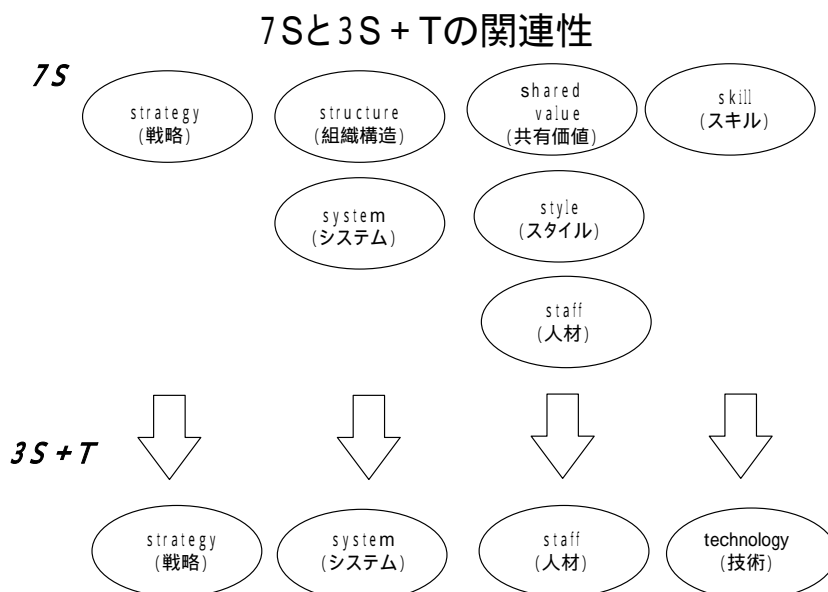 7Sと3S+Tの関連性
7S
strategy
(戦略)
structure
(組織構造)
shared
value
(共有価値)
skill
(スキル)
system
(システム)
style
(スタイル)
staff
(人材)
3S+T
strategy
(戦略)
system
(システム)
staff
(人材)
technology
(技術)